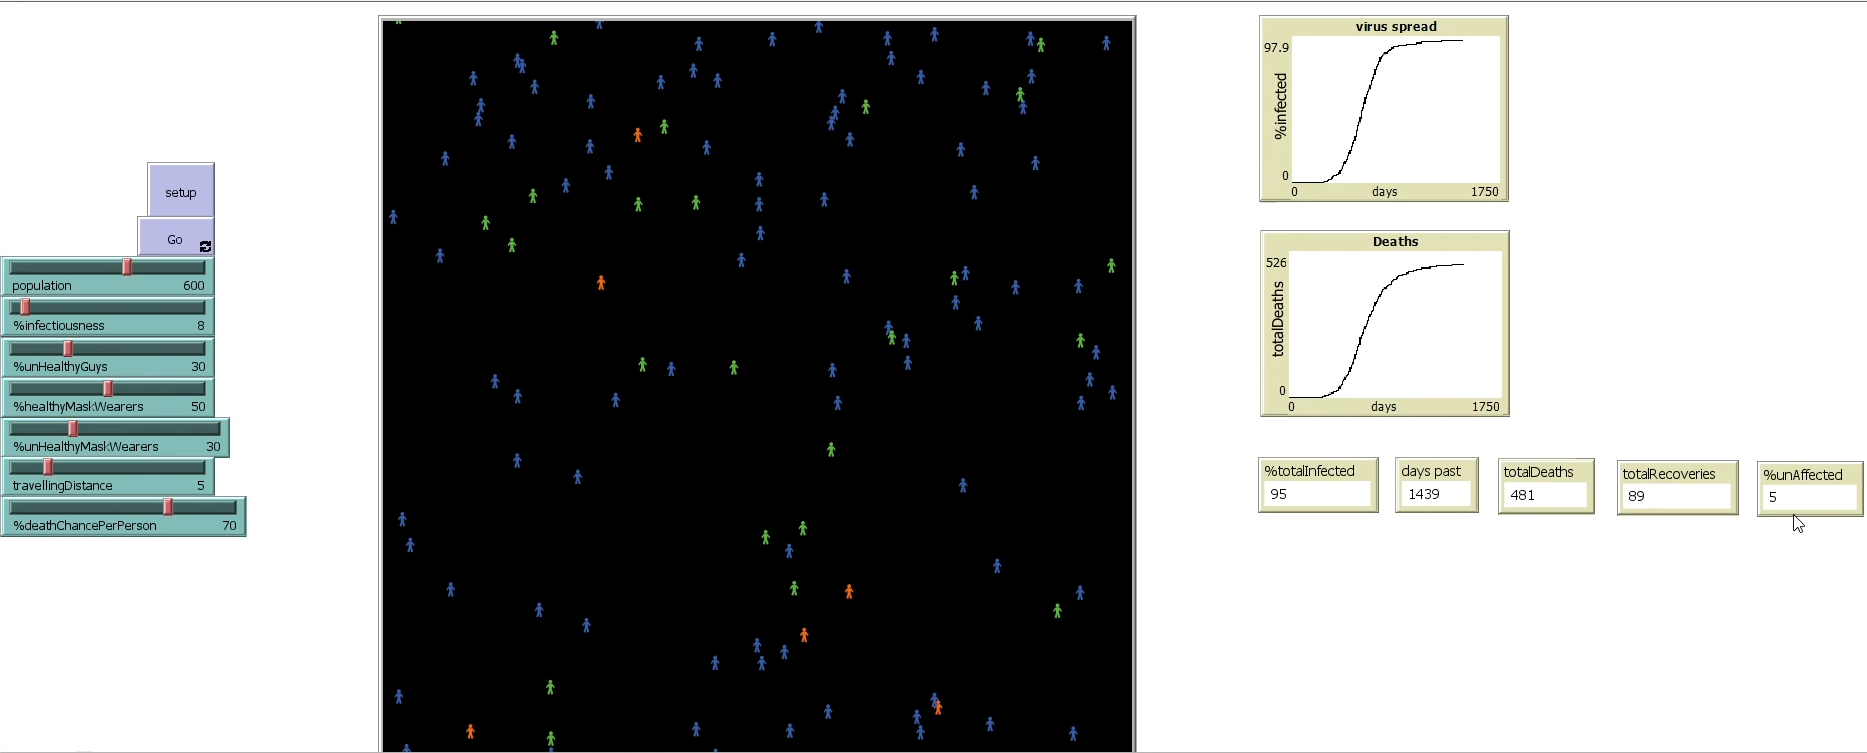 setup
Go
population 600
%infectiousness 8
%unHealthyGuys 30
%healthyMaskWearers 50
%unHealthyMaskWearers 30
travellingDistance 5
%deathChancePerPerson 70
virus spread
97.9
%infected
0
0 days 1750
Deaths
526
totalDeaths
0
0 days 1750
%totalInfected
95
days past
1439
totalDeaths
481
totalRecoveries
89
%unAffected
5